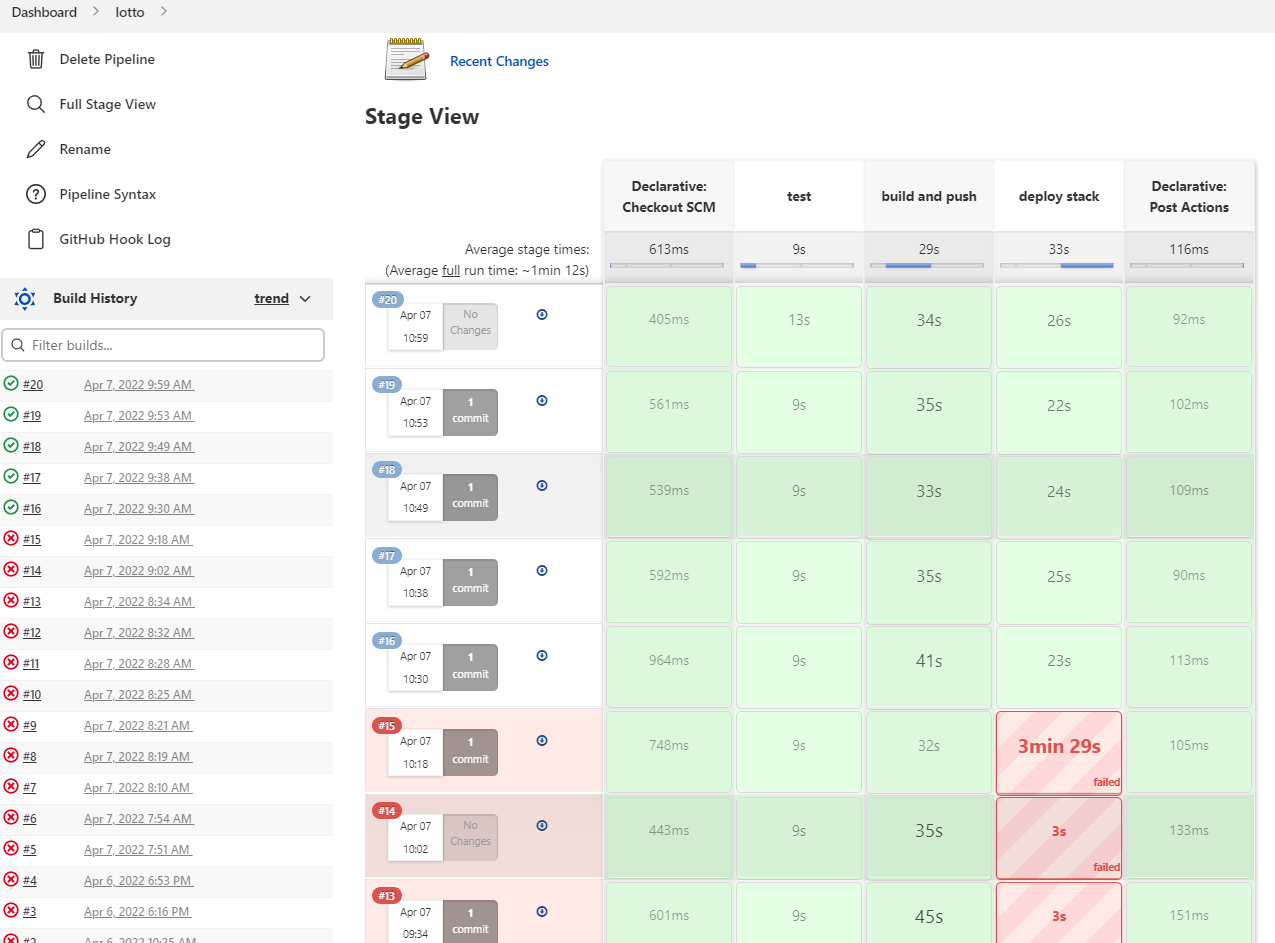 Dashboard
lotto
Delete Pipeline
Full Stage View
Rename
Pipeline Syntax
GitHub Hook Log
Build History
trend
Filter builds...
#20 Apr 7, 2022 9:59 AM
#19 Apr 7, 2022 9:53 AM
#18 Apr 7, 2022 9:49 AM
#17 Apr 7, 2022 9:38 AM
#16 Apr 7, 2022 9:30 AM
#15 Apr 7, 2022 9:18 AM
#14 Apr 7, 2022 9:02 AM
#13 Apr 7, 2022 8:34 AM
#12 Apr 7, 2022 8:32 AM
#11 Apr 7, 2022 8:28 AM
#10 Apr 7, 2022 8:25 AM
#9 Apr 7, 2022 8:21 AM
#8 Apr 7, 2022 8:19 AM
#7 Apr 7, 2022 8:10 AM
#6 Apr 7, 2022 7:54 AM
#5 Apr 7, 2022 7:51 AM
#4 Apr 6, 2022 6:53 PM
#3 Apr 6, 2022 6:16 PM
#2 Apr 6, 2022 10:25 AM
Recent Changes
Stage View
Declarative:
Checkout SCM
test
build and push
deploy stack
Declarative:
Post Actions
Average stage times:
(Average full run time: ~1min 12s)
613ms 9s 29s 33s 116ms
#20
Apr 07
10:59
No
Changes
405ms 13s 34s 26s 92ms
#19
Apr 07
10:53
1
commit
561ms 9s 35s 22s 102ms
#18
Apr 07
10:49
1
commit
539ms 9s 33s 24s 109ms
#17
Apr 07
10:38
1
commit
592ms 9s 35s 25s 90ms
#16
Apr 07
10:30
1
commit
964ms 9s 41s 23s 113ms
#15
Apr 07
10:18
1
commit
748ms 9s 32s 3min 29s 105ms
failed
#14
Apr 07
10:02
No
Changes
443ms 9s 35s 3s 133ms
failed
#13
Apr 07
09:34
1
commit
601ms 9s 45s 3s 151ms